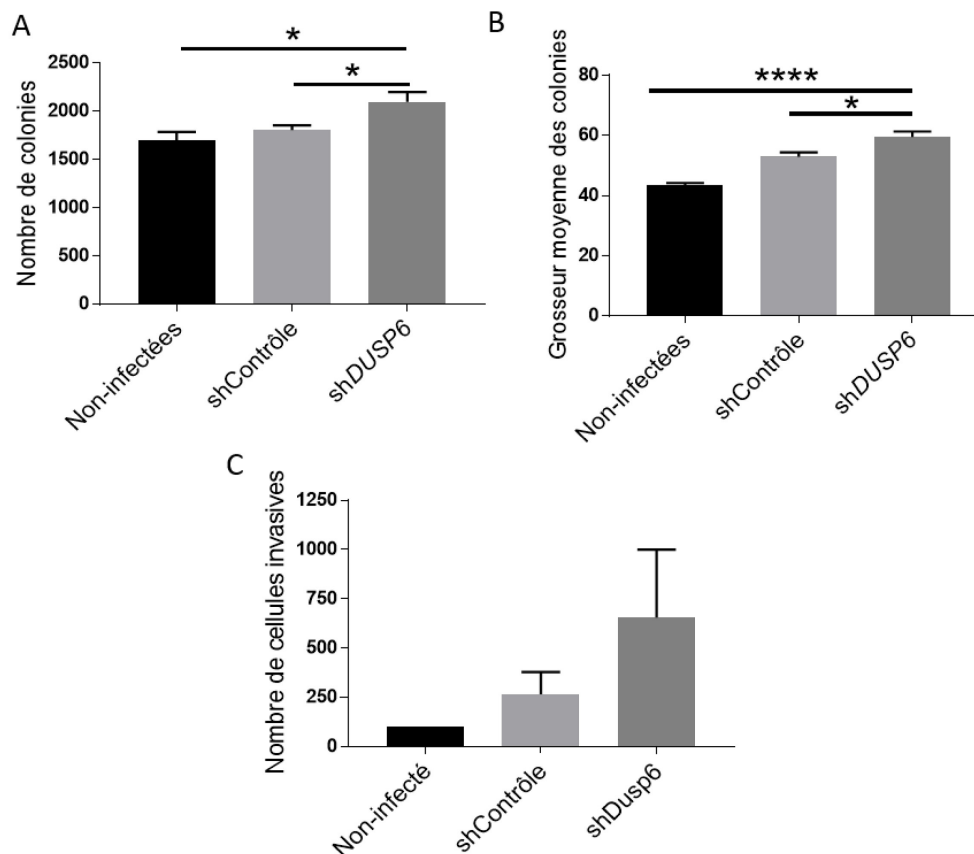 A
*
*
Nombre de colonies
2500
2000
1500
1000
500
0
Non-infectées
shContrôle
shDUSP6
B
****
*
Grosseur moyenne des colonies
80
60
40
20
0
Non-infectées
shContrôle
shDUSP6
C
Nombre de cellules invasives
1250
1000
750
500
250
0
Non-infecté
shContrôle
shDusp6